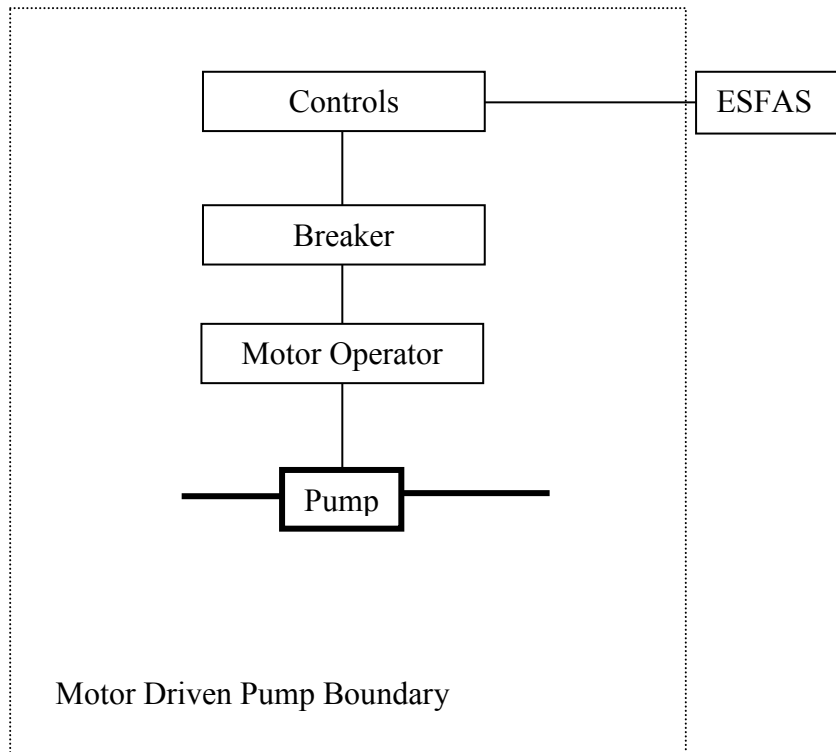 Controls
ESFAS
Breaker
Motor Operator
Pump
Motor Driven Pump Boundary